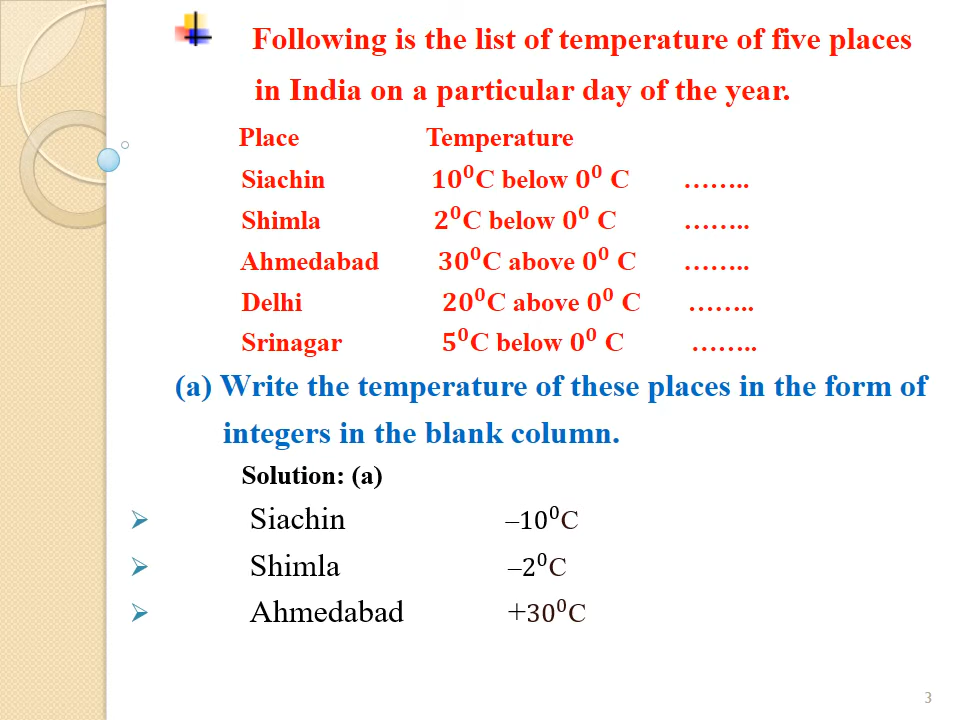 Following is the list of temperature of five places
in India on a particular day of the year.
Place Temperature
Siachin 10⁰C below 0⁰ C ……..
Shimla 2⁰C below 0⁰ C ……..
Ahmedabad 30⁰C above 0⁰ C ……..
Delhi 20⁰C above 0⁰ C ……..
Srinagar 5⁰C below 0⁰ C ……..
(a) Write the temperature of these places in the form of
integers in the blank column.
Solution: (a)
Siachin –10⁰C
Shimla –2⁰C
Ahmedabad +30⁰C
3